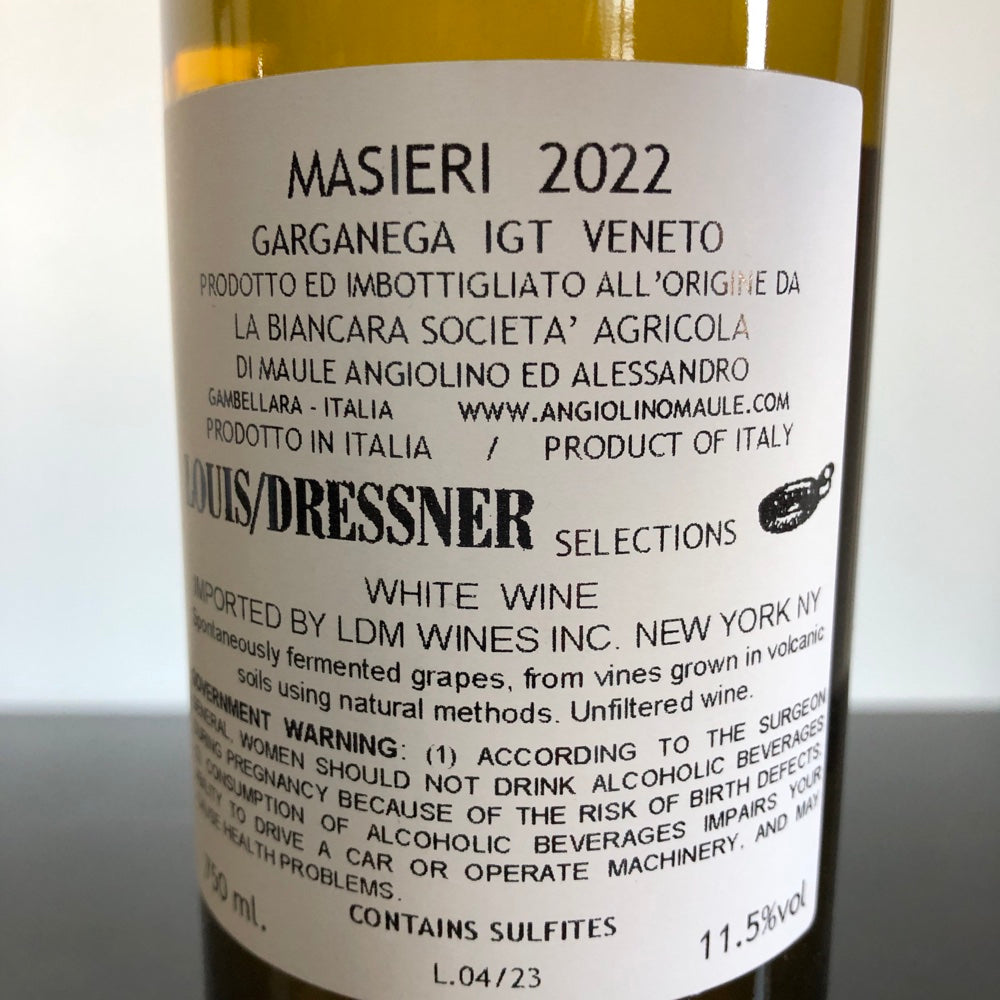 MASIERI 2022
GARGANEGA IGT VENETO
PRODOTTO ED IMBOTTIGLIATO ALL'ORIGINE DA
LA BIANCARA SOCIETA' AGRICOLA
DI MAULE ANGIOLINO ED ALESSANDRO
GAMBELLARA - ITALIA WWW.ANGIOLINOMAULE.COM
PRODOTTO IN ITALIA / PRODUCT OF ITALY
LOUIS/DRESSNER SELECTIONS
WHITE WINE
IMPORTED BY LDM WINES INC. NEW YORK NY
Spontaneously fermented grapes, from vines grown in volcanic
soils using natural methods. Unfiltered wine.
GOVERNMENT WARNING: (1) ACCORDING TO THE SURGEON
GENERAL, WOMEN SHOULD NOT DRINK ALCOHOLIC BEVERAGES
DURING PREGNANCY BECAUSE OF THE RISK OF BIRTH DEFECTS.
CONSUMPTION OF ALCOHOLIC BEVERAGES IMPAIRS YOUR
ABILITY TO DRIVE A CAR OR OPERATE MACHINERY, AND MAY
CAUSE HEALTH PROBLEMS.
750 ml. CONTAINS SULFITES 11.5%vol
L.04/23